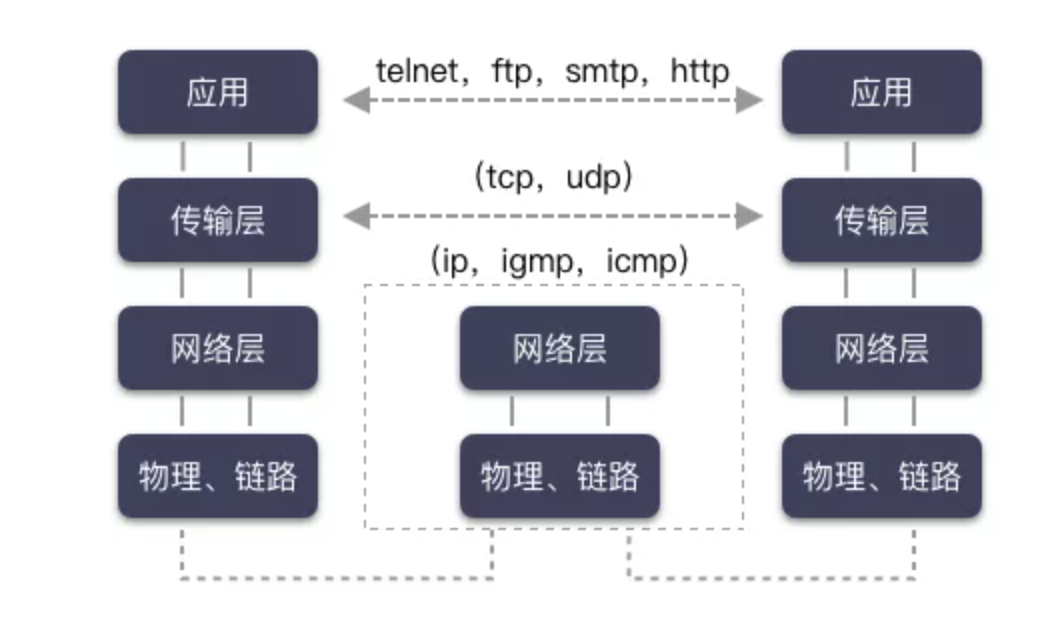 应用
telnet，ftp，smtp，http
应用
(tcp，udp)
传输层
传输层
(ip，igmp，icmp)
网络层
网络层
网络层
物理、链路
物理、链路
物理、链路